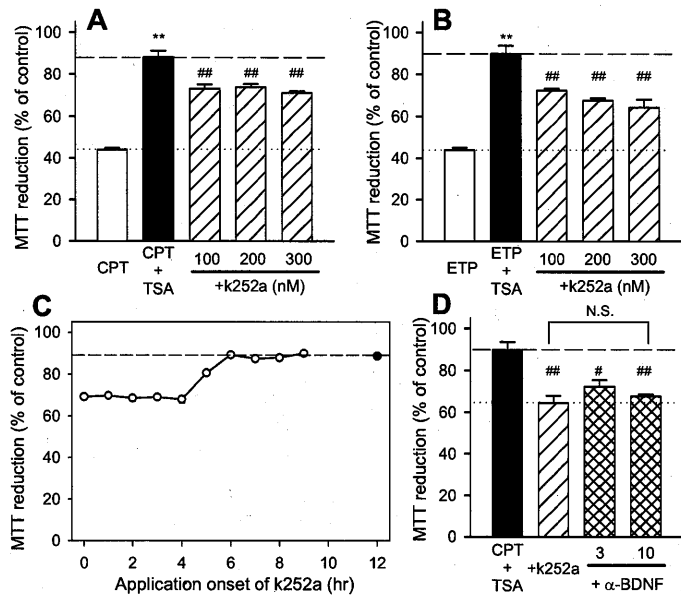 A
MTT reduction (% of control)
100
80
60
40
20
0
**
##
##
##
CPT
CPT
+
TSA
100
200
300
+k252a (nM)
B
MTT reduction (% of control)
100
80
60
40
20
0
**
##
##
##
ETP
ETP
+
TSA
100
200
300
+k252a (nM)
C
MTT reduction (% of control)
100
80
60
40
20
0
0
2
4
6
8
10
12
Application onset of k252a (hr)
D
MTT reduction (% of control)
100
80
60
40
20
0
N.S.
##
#
##
CPT
+
TSA
+k252a
3
10
+ α-BDNF